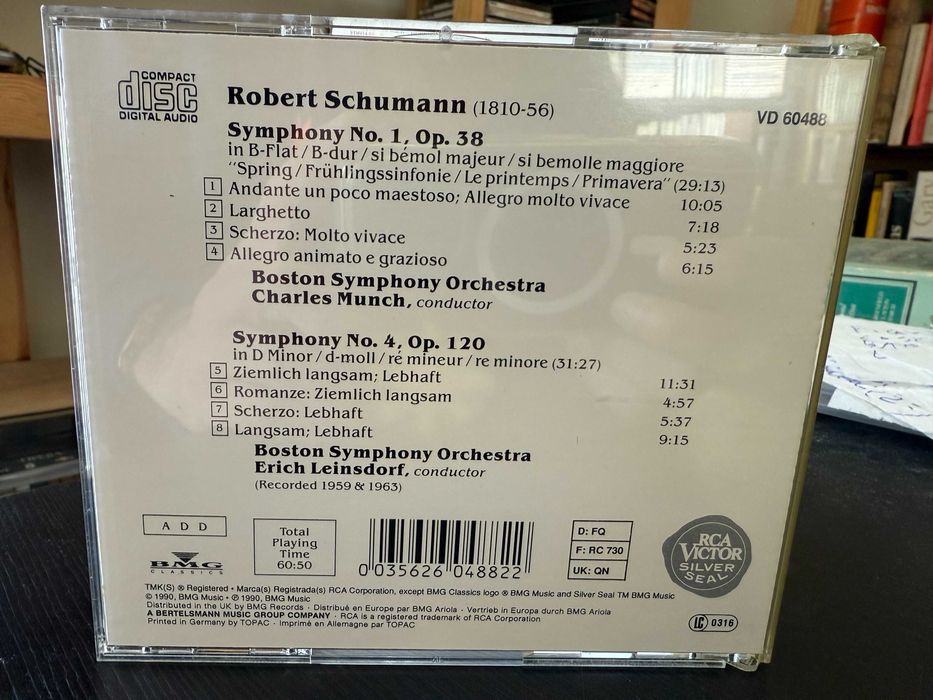 COMPACT
disc
DIGITAL AUDIO
Robert Schumann (1810-56)
VD 60488
Symphony No. 1, Op. 38
in B-Flat / B-dur / si bémol majeur / si bemolle maggiore
"Spring / Frühlingssinfonie / Le printemps / Primavera" (29:13)
1 Andante un poco maestoso; Allegro molto vivace 10:05
2 Larghetto 7:18
3 Scherzo: Molto vivace 5:23
4 Allegro animato e grazioso 6:15
Boston Symphony Orchestra
Charles Munch, conductor
Symphony No. 4, Op. 120
in D Minor / d-moll / ré mineur / re minore (31:27)
5 Ziemlich langsam; Lebhaft 11:31
6 Romanze: Ziemlich langsam 4:57
7 Scherzo: Lebhaft 5:37
8 Langsam; Lebhaft 9:15
Boston Symphony Orchestra
Erich Leinsdorf, conductor
(Recorded 1959 & 1963)
A D D
BMG
CLASSICS
Total
Playing
Time
60:50
0 035626 048822
D: FQ
F: RC 730
UK: QN
RCA
VICTOR
SILVER
SEAL
TMK(S) ® Registered • Marca(s) Registrada(s) RCA Corporation, except BMG Classics logo ® BMG Music and Silver Seal TM BMG Music
© 1990, BMG Music • ℗ 1990, BMG Music
Distributed in the UK by BMG Records • Distribué en Europe par BMG Ariola • Vertrieb in Europa durch BMG Ariola
A BERTELSMANN MUSIC GROUP COMPANY • RCA is a registered trademark of RCA Corporation
Printed in Germany by TOPAC • Imprimé en Allemagne par TOPAC
LC 0316